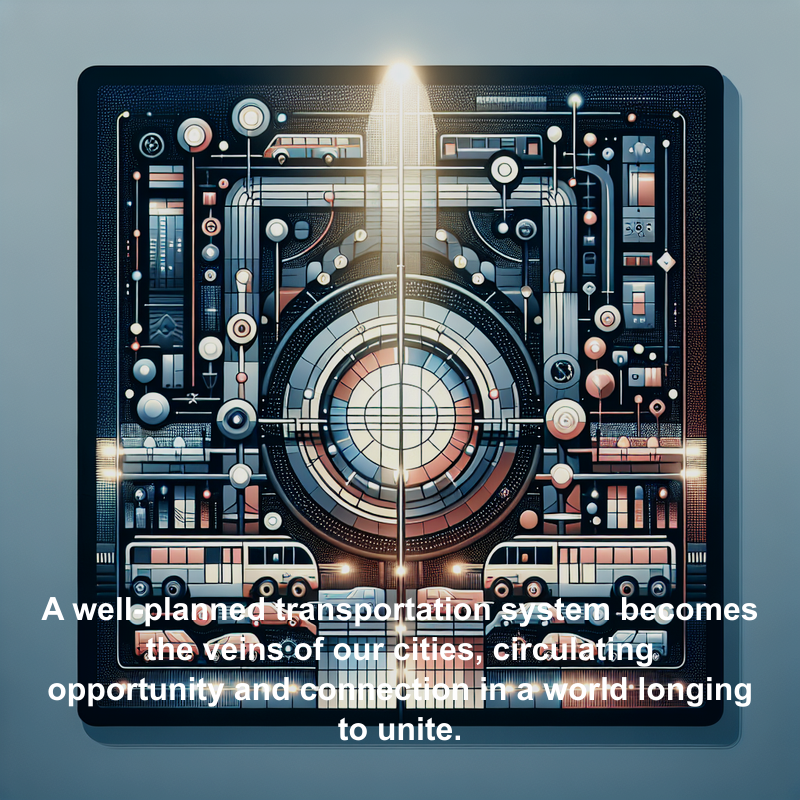 A well-planned transportation system becomes
the veins of our cities, circulating
opportunity and connection in a world longing
to unite.